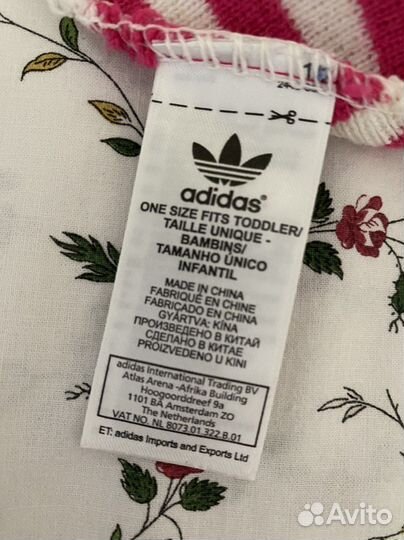 adidas®
ONE SIZE FITS TODDLER/
TAILLE UNIQUE -
BAMBINS/
TAMANHO ÚNICO
INFANTIL
MADE IN CHINA
FABRIQUÉ EN CHINE
FABRICADO EN CHINA
GYÁRTVA: KÍNA
ПРОИЗВЕДЕНО В КИТАЙ
СДЕЛАНО В КИТАЕ
PROIZVEDENO U KINI
adidas International Trading BV
Atlas Arena -Afrika Building
Hoogoorddreef 9a
1101 BA Amsterdam ZO
The Netherlands
VAT NO. NL 8073.01.322.B.01
ET: adidas Imports and Exports Ltd
Avito